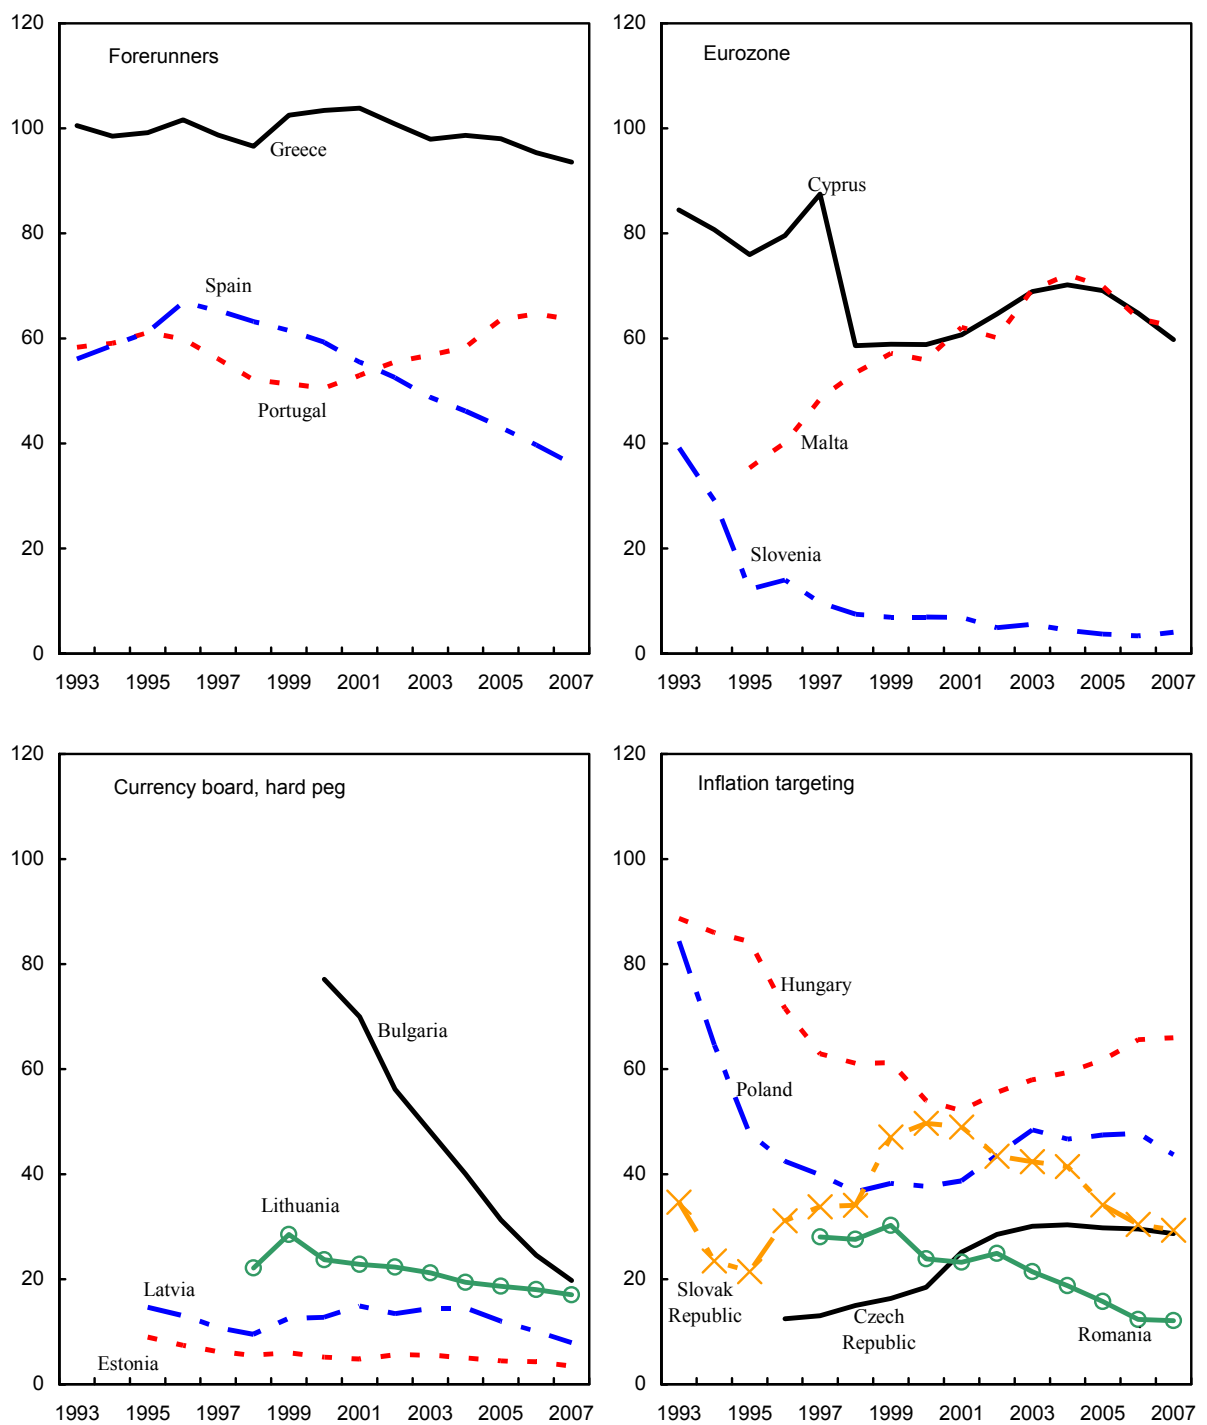 Forerunners
120
100
80
60
40
20
0
Greece
Spain
Portugal
1993 1995 1997 1999 2001 2003 2005 2007
Eurozone
120
100
80
60
40
20
0
Cyprus
Malta
Slovenia
1993 1995 1997 1999 2001 2003 2005 2007
Currency board, hard peg
120
100
80
60
40
20
0
Bulgaria
Lithuania
Latvia
Estonia
1993 1995 1997 1999 2001 2003 2005 2007
Inflation targeting
120
100
80
60
40
20
0
Hungary
Poland
Slovak
Republic
Czech
Republic
Romania
1993 1995 1997 1999 2001 2003 2005 2007